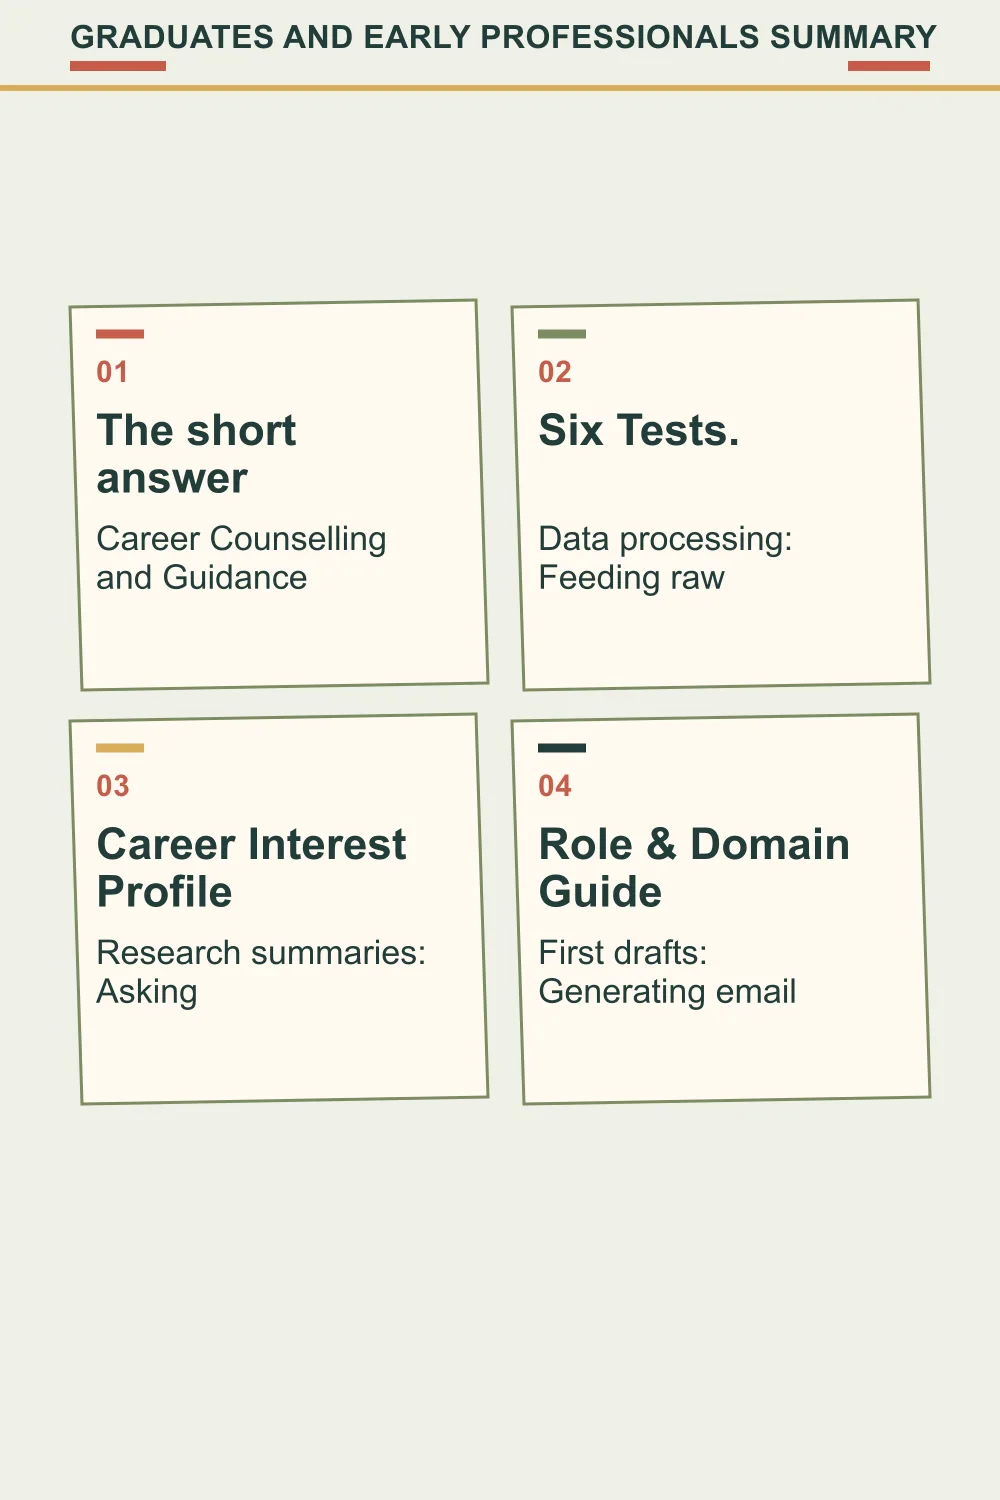 GRADUATES AND EARLY PROFESSIONALS SUMMARY
01
The short
answer
Career Counselling
and Guidance
02
Six Tests.
Data processing:
Feeding raw
03
Career Interest
Profile
Research summaries:
Asking
04
Role & Domain
Guide
First drafts:
Generating email